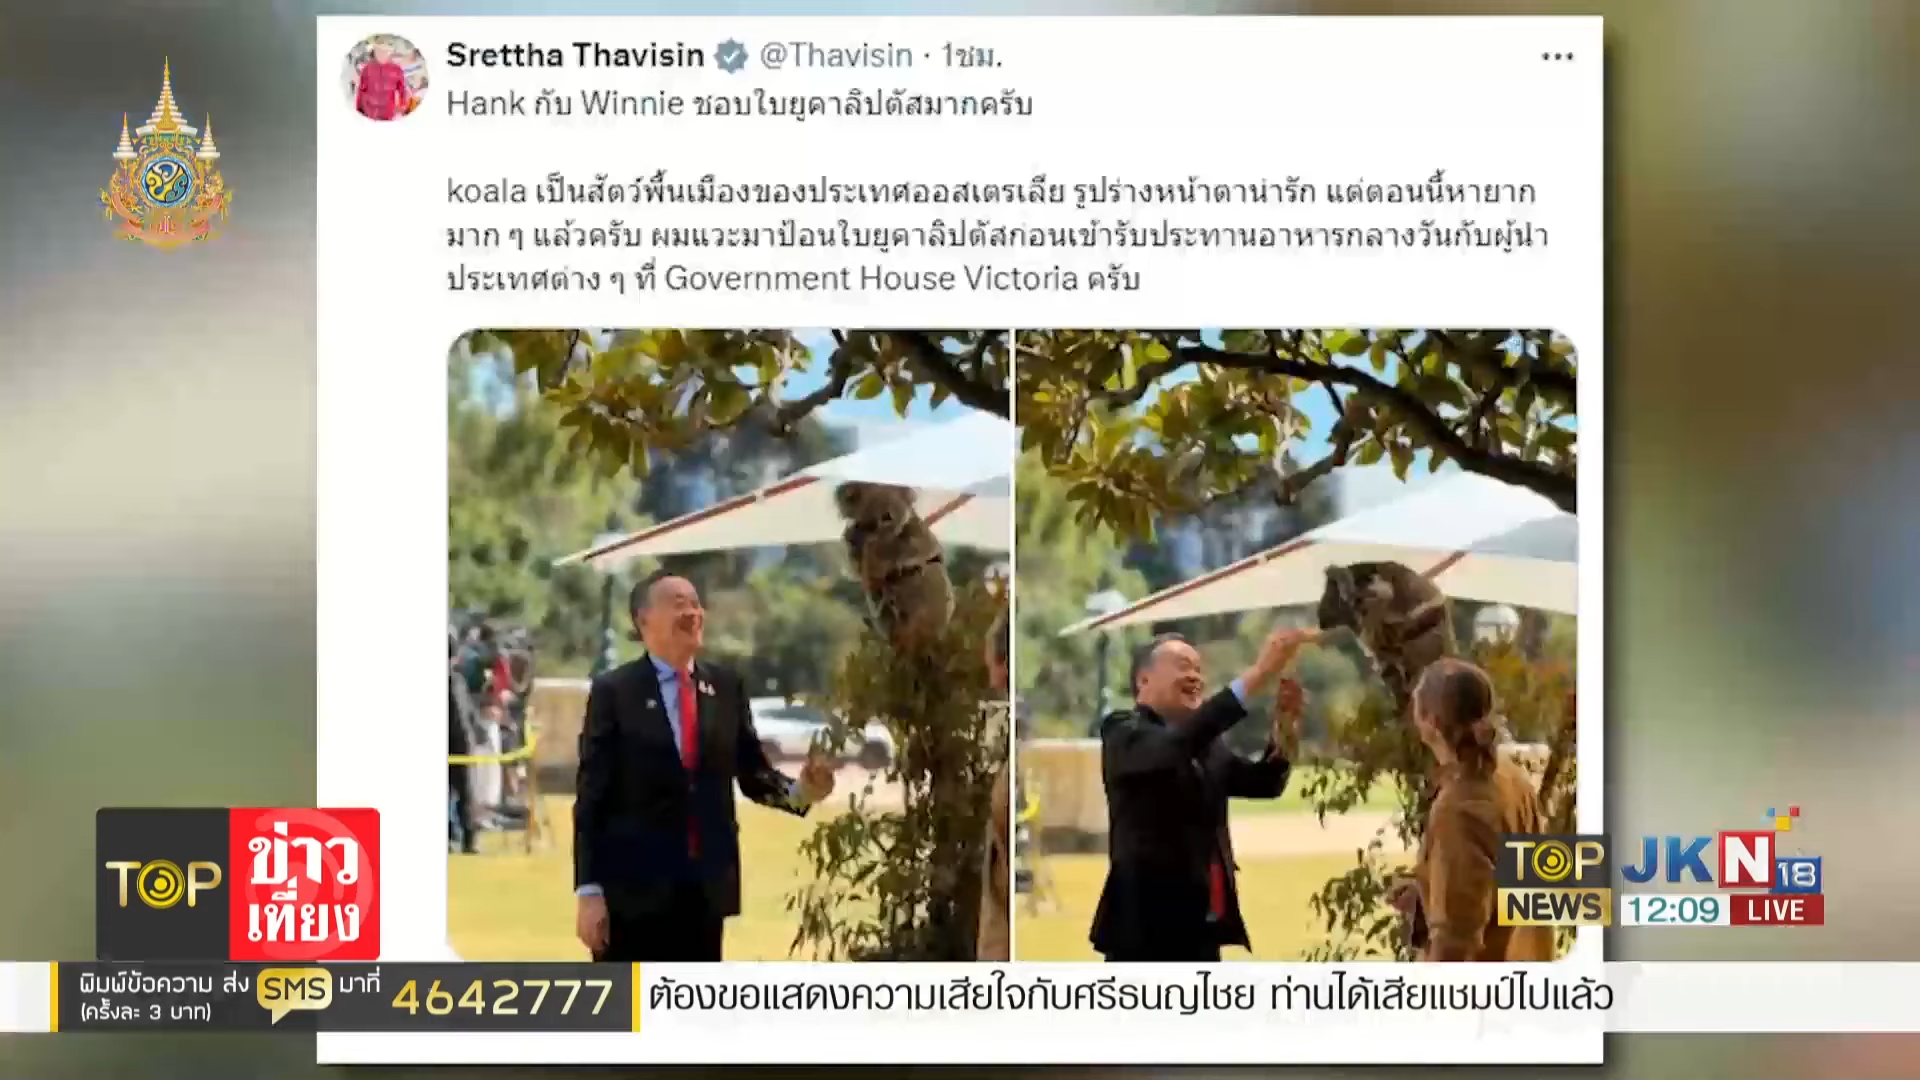 Srettha Thavisin @Thavisin · 1ชม.
Hank กับ Winnie ชอบใบยูคาลิปตัสมากครับ
koala เป็นสัตว์พื้นเมืองของประเทศออสเตรเลีย รูปร่างหน้าตาน่ารัก แต่ตอนนี้หายาก
มาก ๆ แล้วครับ ผมแวะมาป้อนใบยูคาลิปตัสก่อนเข้ารับประทานอาหารกลางวันกับผู้นำ
ประเทศต่าง ๆ ที่ Government House Victoria ครับ
TOP ข่าว
เที่ยง
TOP JKN 18
NEWS 12:09 LIVE
พิมพ์ข้อความ ส่ง SMS มาที่ 4642777
(ครั้งละ 3 บาท)
ต้องขอแสดงความเสียใจกับศรีธนญไชย ท่านได้เสียแชมป์ไปแล้ว